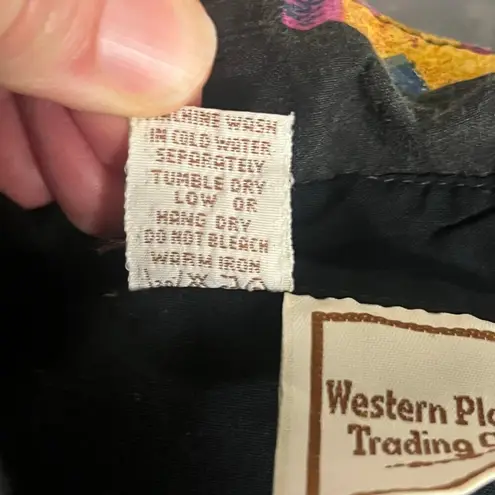 MACHINE WASH
IN COLD WATER
SEPARATELY
TUMBLE DRY
LOW OR
HANG DRY
DO NOT BLEACH
WARM IRON
Western
Trading